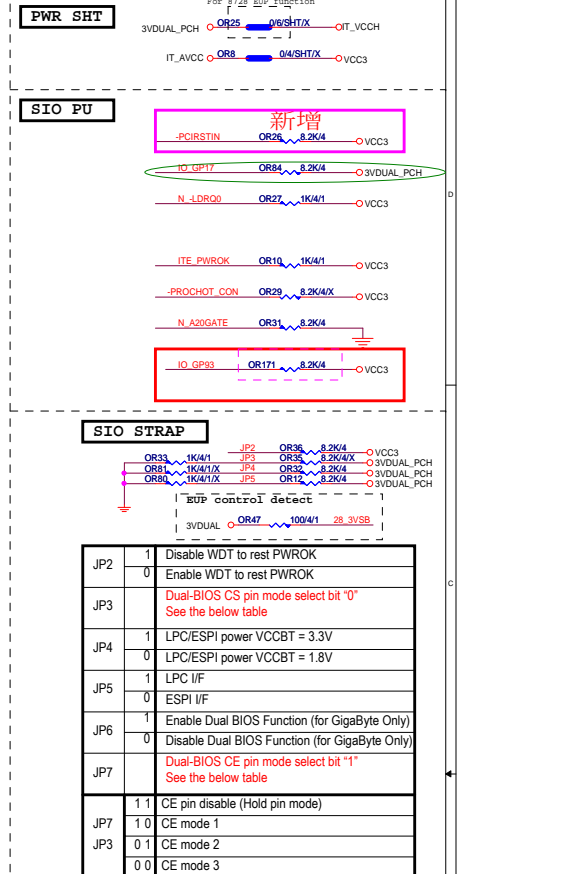 For 8728 EUP function
PWR SHT
3VDUAL_PCH OR25 0/6/SHT/X IT_VCCH
IT_AVCC OR8 0/4/SHT/X VCC3
SIO PU
新增
-PCIRSTIN OR26 8.2K/4 VCC3
IO_GP17 OR84 8.2K/4 3VDUAL_PCH
D
N_-LDRQ0 OR27 1K/4/1 VCC3
ITE_PWROK OR10 1K/4/1 VCC3
-PROCHOT_CON OR29 8.2K/4/X VCC3
N_A20GATE OR31 8.2K/4
IO_GP93 OR171 8.2K/4 VCC3
SIO STRAP
JP2 OR36 8.2K/4 VCC3
OR33 1K/4/1 JP3 OR35 8.2K/4/X 3VDUAL_PCH
OR81 1K/4/1/X JP4 OR32 8.2K/4 3VDUAL_PCH
OR80 1K/4/1/X JP5 OR12 8.2K/4 3VDUAL_PCH
EUP control detect
3VDUAL OR47 100/4/1 28_3VSB
JP2 1 Disable WDT to rest PWROK
0 Enable WDT to rest PWROK
C
JP3 Dual-BIOS CS pin mode select bit “0”
See the below table
JP4 1 LPC/ESPI power VCCBT = 3.3V
0 LPC/ESPI power VCCBT = 1.8V
JP5 1 LPC I/F
0 ESPI I/F
JP6 1 Enable Dual BIOS Function (for GigaByte Only)
0 Disable Dual BIOS Function (for GigaByte Only)
JP7 Dual-BIOS CE pin mode select bit “1”
See the below table
1 1 CE pin disable (Hold pin mode)
JP7 1 0 CE mode 1
JP3 0 1 CE mode 2
0 0 CE mode 3